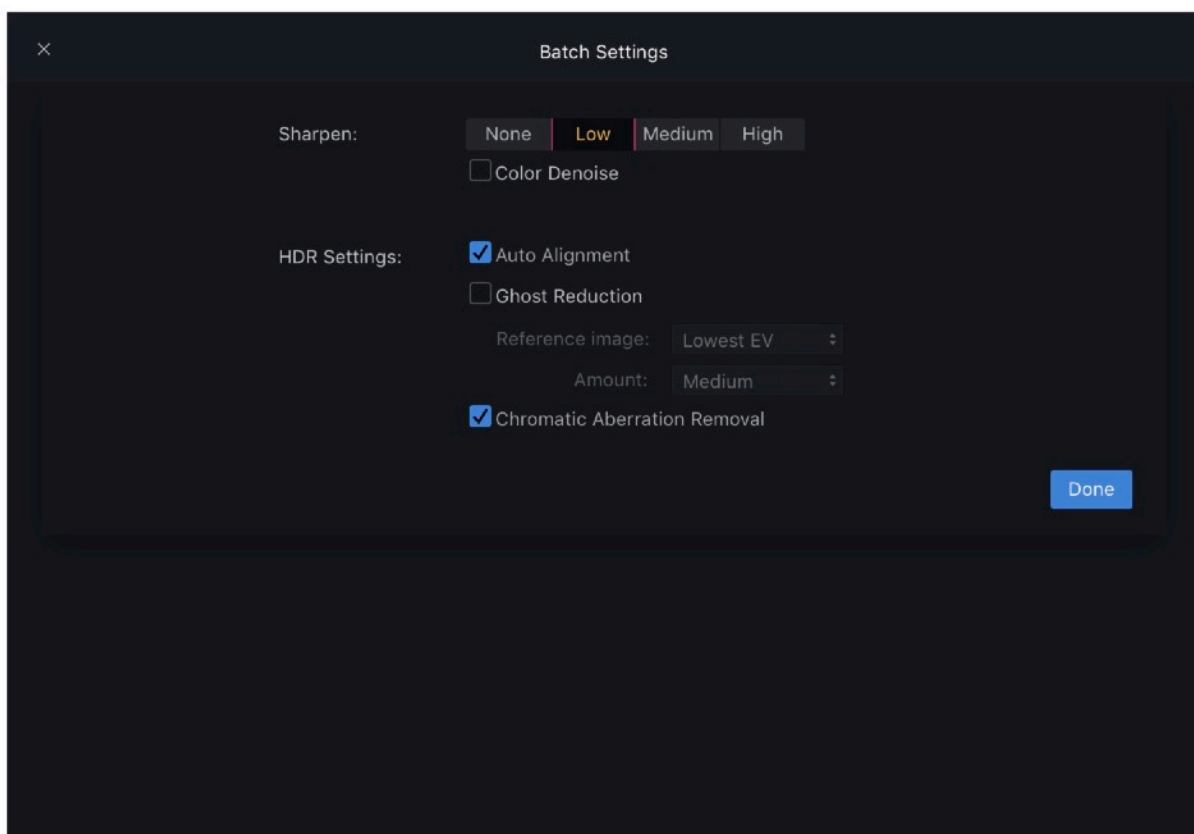 Batch Settings
Sharpen: None Low Medium High
Color Denoise
HDR Settings: Auto Alignment
Ghost Reduction
Reference image: Lowest EV
Amount: Medium
Chromatic Aberration Removal
Done